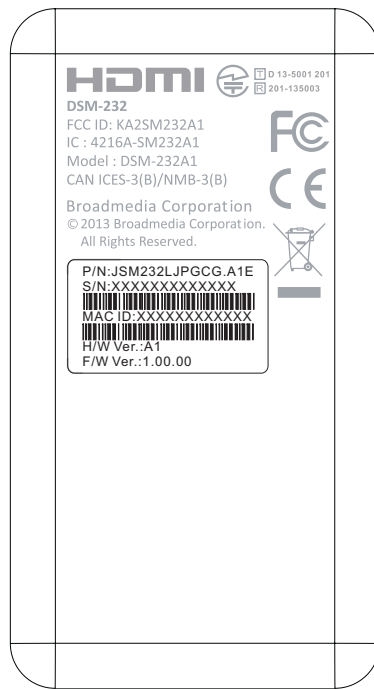 HDMI
T D 13-5001 201
R 201-135003
DSM-232
FCC ID: KA2SM232A1
IC : 4216A-SM232A1
Model : DSM-232A1
CAN ICES-3(B)/NMB-3(B)
FC
CE
Broadmedia Corporation
© 2013 Broadmedia Corporation.
All Rights Reserved.
P/N:JSM232LJPGCG.A1E
S/N:XXXXXXXXXXXXX
MAC ID:XXXXXXXXXXXX
H/W Ver.:A1
F/W Ver.:1.00.00